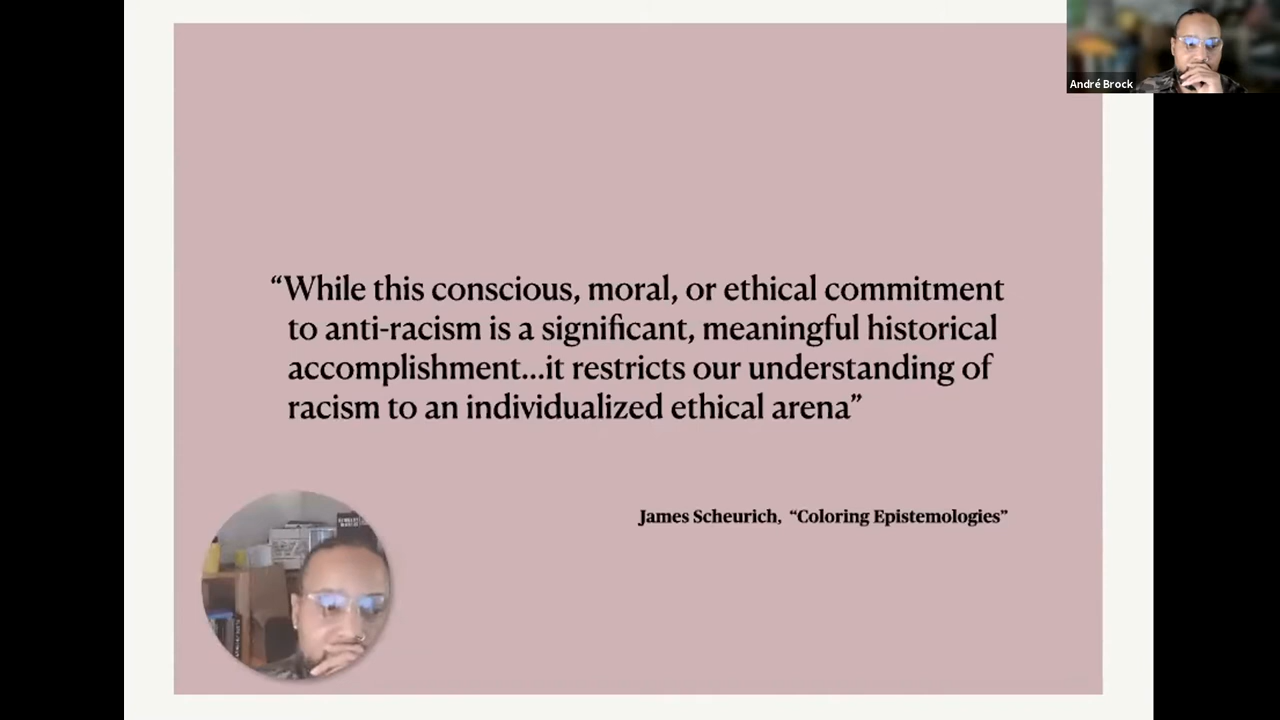 André Brock
“While this conscious, moral, or ethical commitment
to anti-racism is a significant, meaningful historical
accomplishment...it restricts our understanding of
racism to an individualized ethical arena”
James Scheurich, “Coloring Epistemologies”